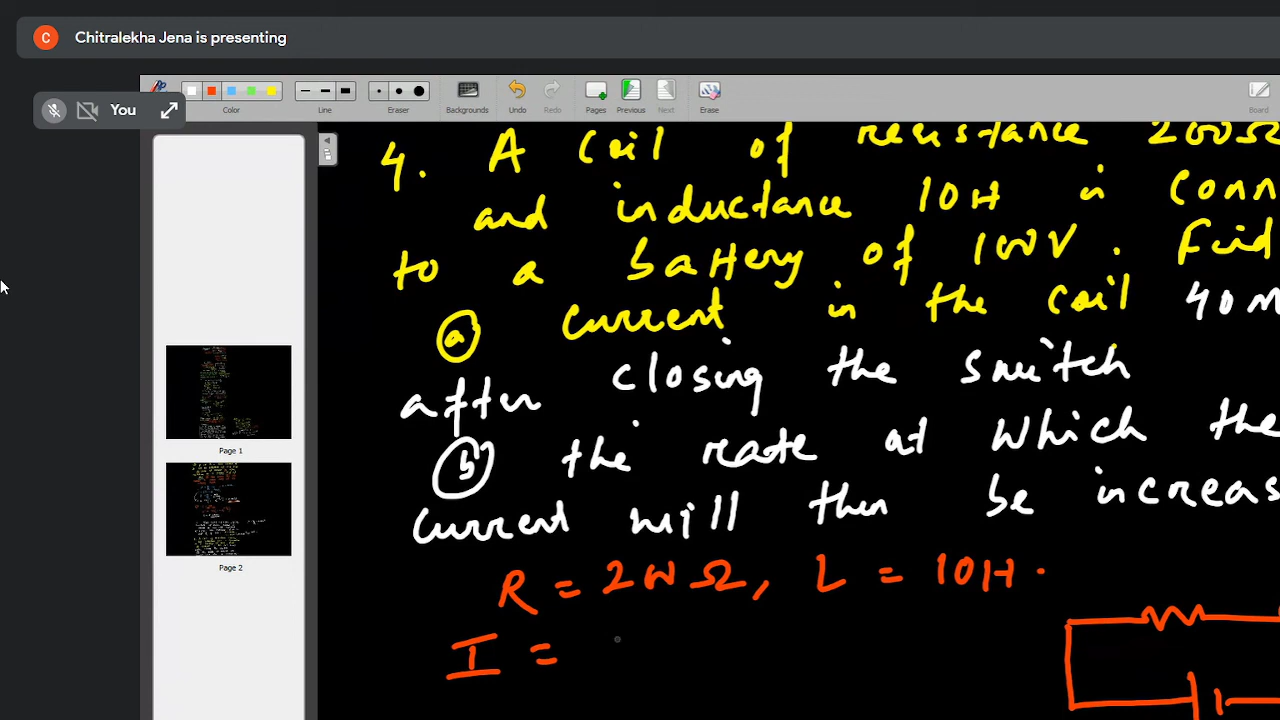 C Chitralekha Jena is presenting
You
Color Line Eraser Backgrounds Undo Redo Pages Previous Next Erase Board
4. A coil of resistance 200Ω
and inductance 10H is conn
to a battery of 100V. Find
(a) current in the coil 40m
after closing the switch
(b) the rate at which the
current will then be increas
R = 200Ω, L = 10H.
I =
Page 1
Page 2